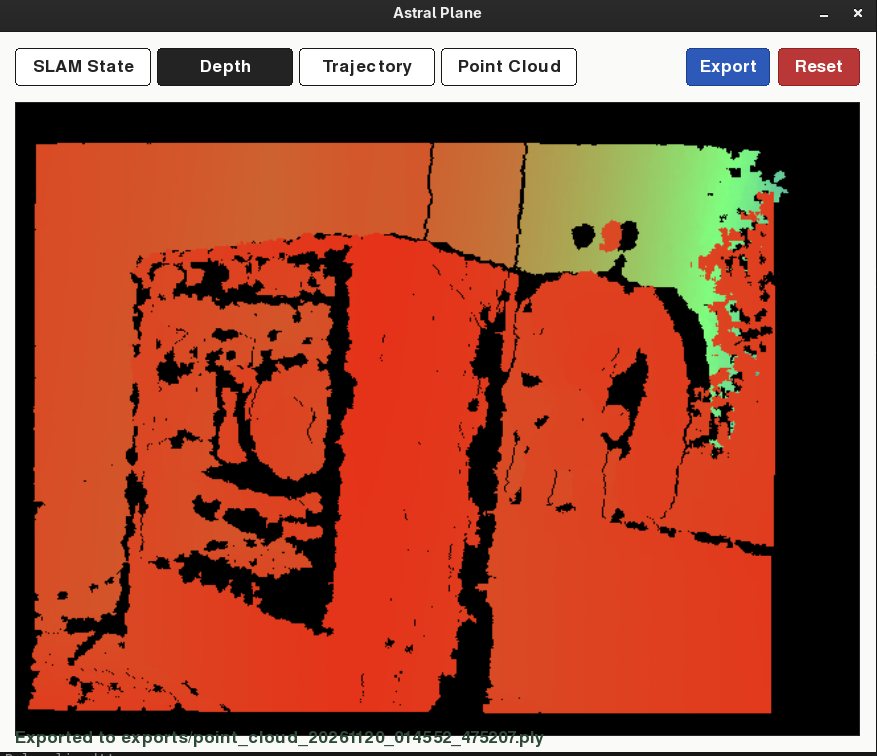 Astral Plane
SLAM State
Depth
Trajectory
Point Cloud
Export
Reset
Exported to exports/point_cloud_20261120_014552_475207.ply